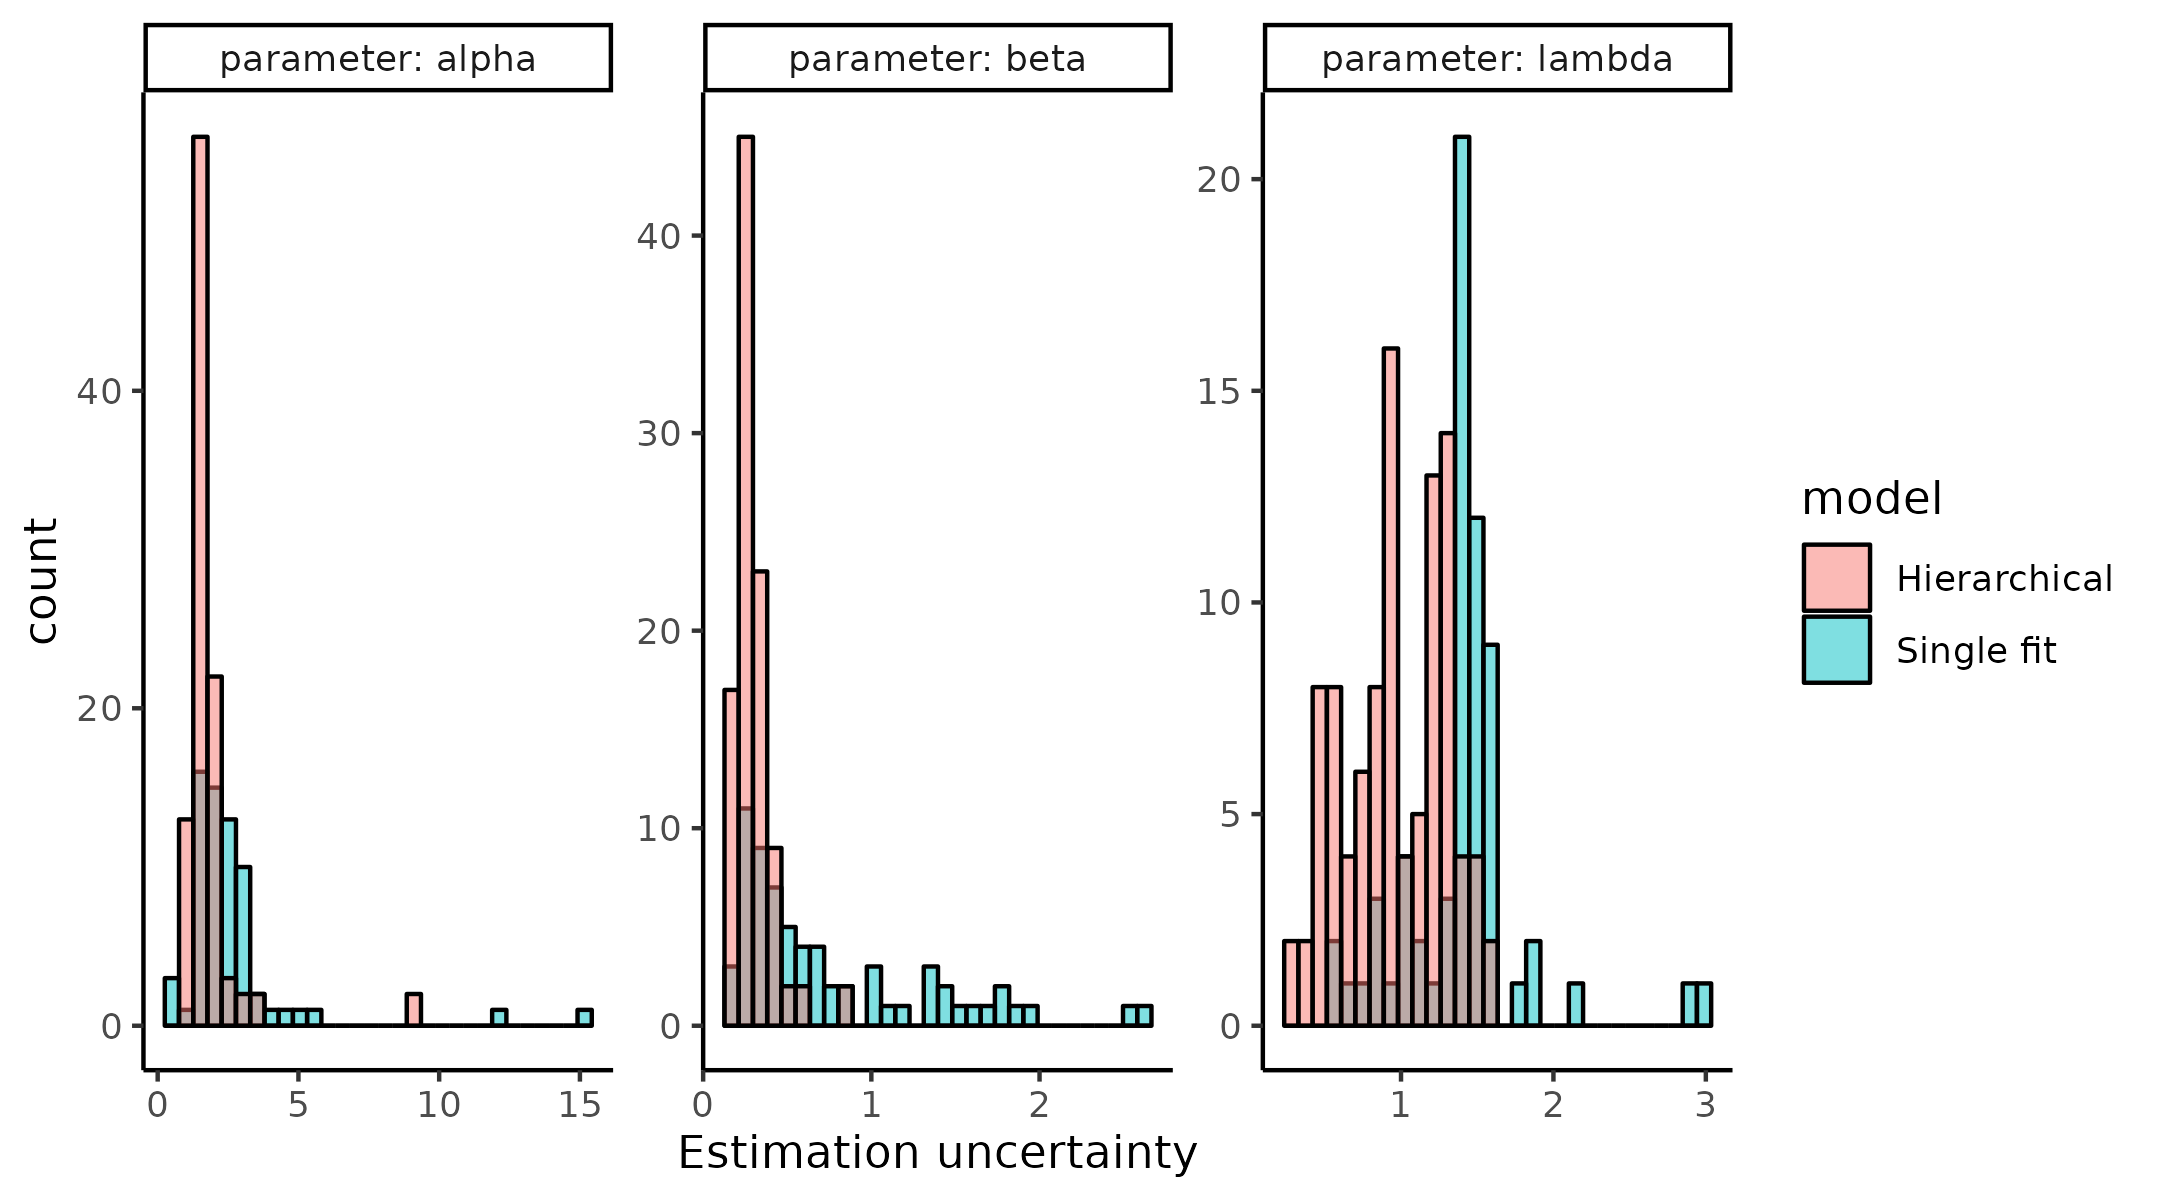 parameter: alpha
parameter: beta
parameter: lambda
count
40
20
0
40
30
20
10
0
20
15
10
5
0
0 5 10 15
0 1 2
1 2 3
Estimation uncertainty
model
Hierarchical
Single fit